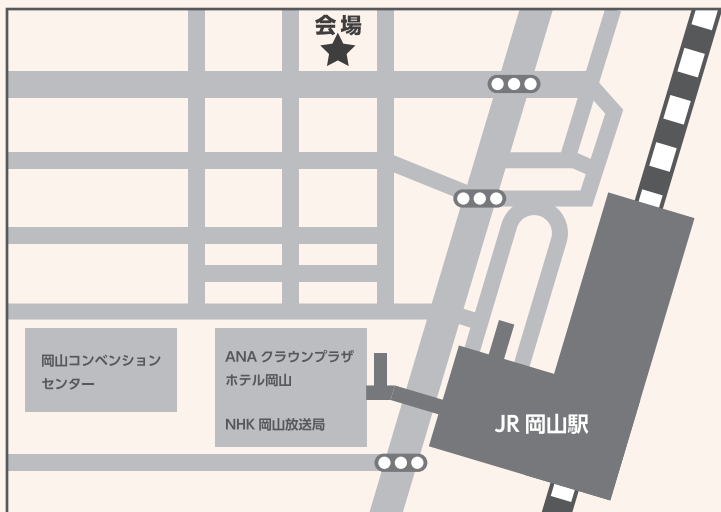 会場
岡山コンベンション
センター
ANA クラウンプラザ
ホテル岡山
NHK 岡山放送局
JR 岡山駅